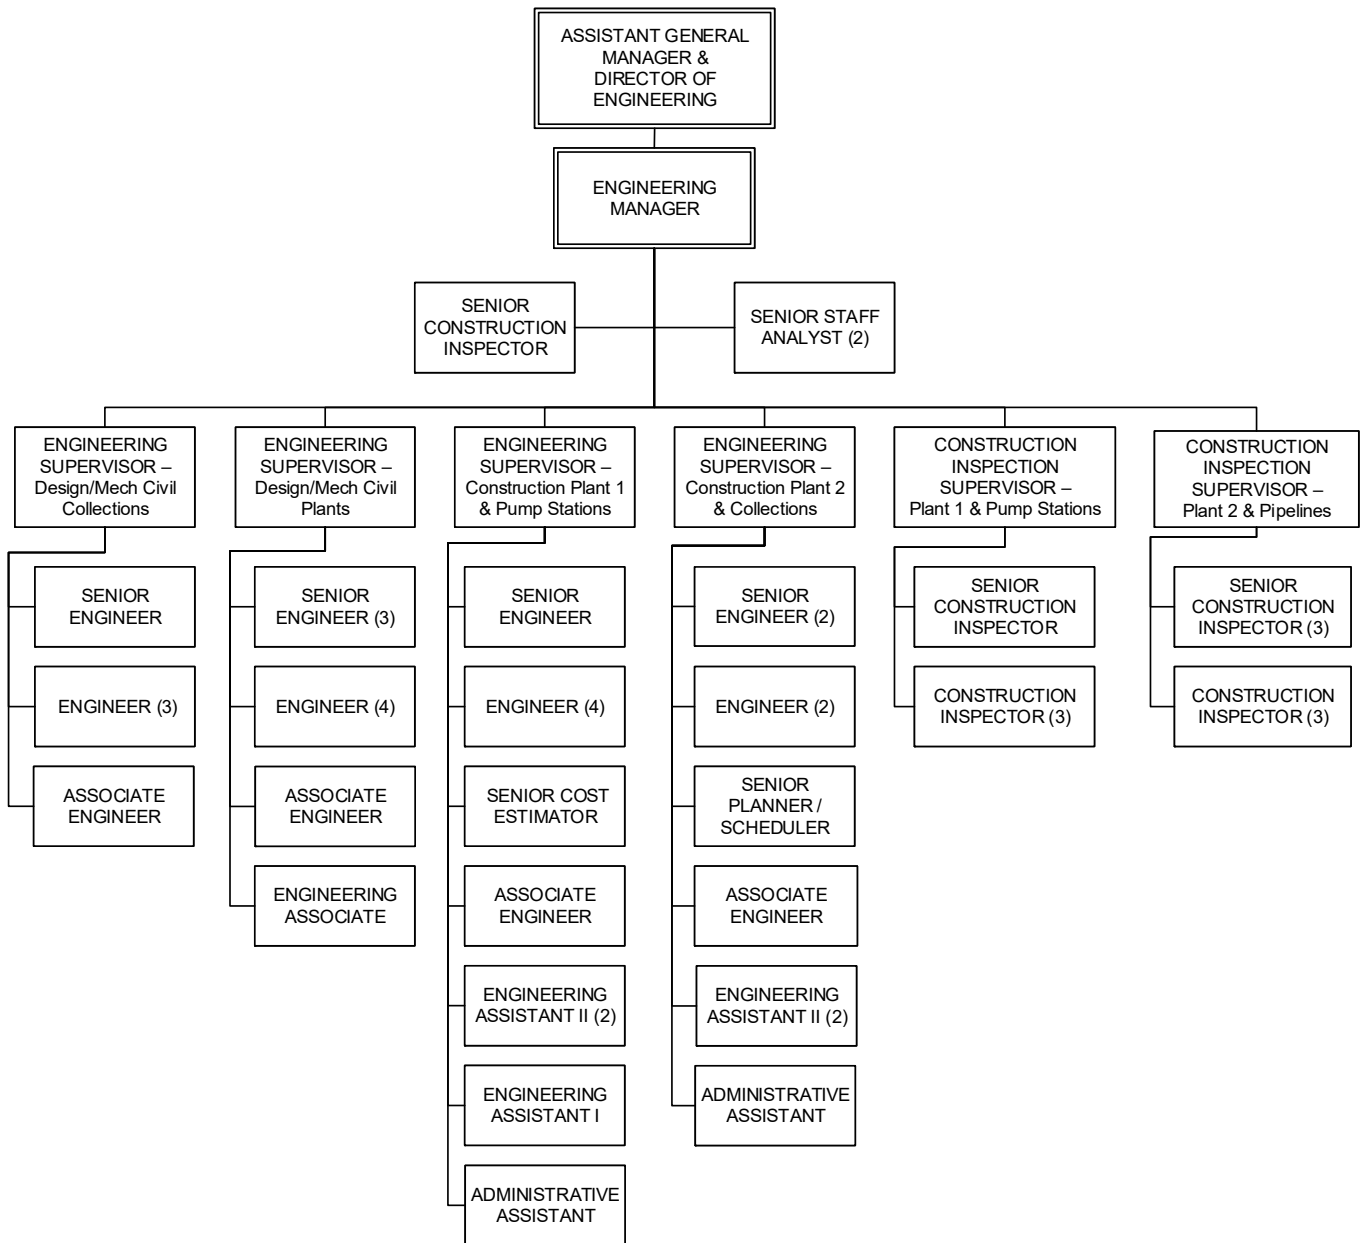 ASSISTANT GENERAL
MANAGER &
DIRECTOR OF
ENGINEERING
ENGINEERING
MANAGER
SENIOR
CONSTRUCTION
INSPECTOR
SENIOR STAFF
ANALYST (2)
ENGINEERING
SUPERVISOR –
Design/Mech Civil
Collections
ENGINEERING
SUPERVISOR –
Design/Mech Civil
Plants
ENGINEERING
SUPERVISOR –
Construction Plant 1
& Pump Stations
ENGINEERING
SUPERVISOR –
Construction Plant 2
& Collections
CONSTRUCTION
INSPECTION
SUPERVISOR –
Plant 1 & Pump Stations
CONSTRUCTION
INSPECTION
SUPERVISOR –
Plant 2 & Pipelines
SENIOR
ENGINEER
ENGINEER (3)
ASSOCIATE
ENGINEER
SENIOR
ENGINEER (3)
ENGINEER (4)
ASSOCIATE
ENGINEER
ENGINEERING
ASSOCIATE
SENIOR
ENGINEER
ENGINEER (4)
SENIOR COST
ESTIMATOR
ASSOCIATE
ENGINEER
ENGINEERING
ASSISTANT II (2)
ENGINEERING
ASSISTANT I
ADMINISTRATIVE
ASSISTANT
SENIOR
ENGINEER (2)
ENGINEER (2)
SENIOR
PLANNER /
SCHEDULER
ASSOCIATE
ENGINEER
ENGINEERING
ASSISTANT II (2)
ADMINISTRATIVE
ASSISTANT
SENIOR
CONSTRUCTION
INSPECTOR
CONSTRUCTION
INSPECTOR (3)
SENIOR
CONSTRUCTION
INSPECTOR (3)
CONSTRUCTION
INSPECTOR (3)